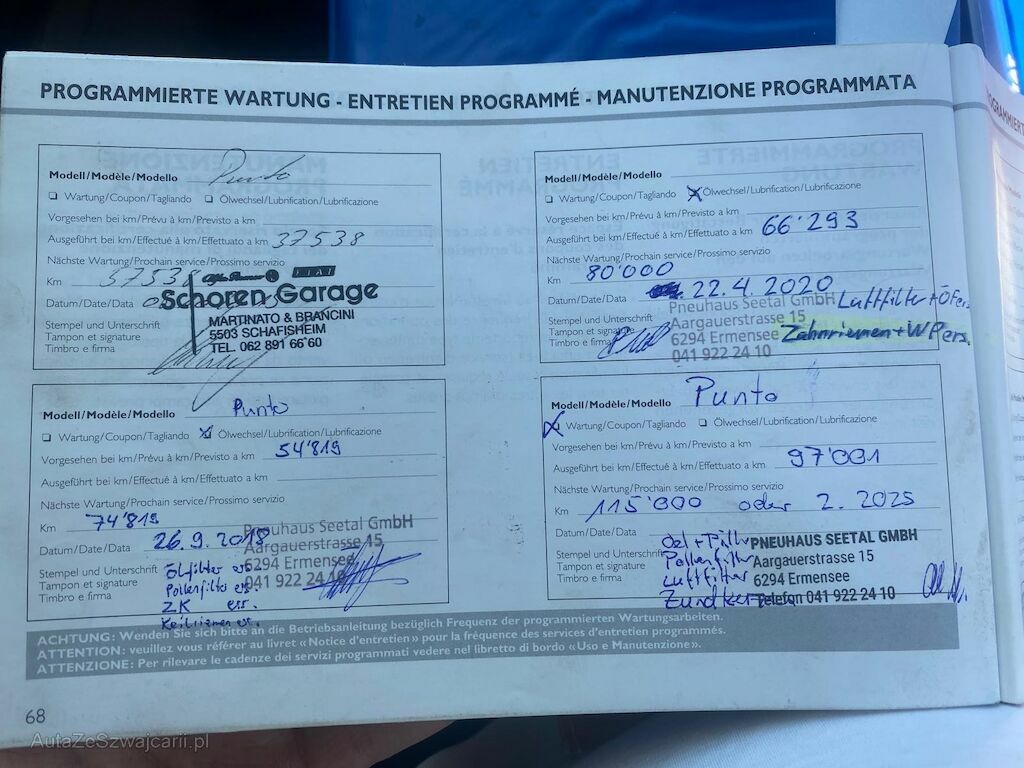 PROGRAMMIERTE WARTUNG - ENTRETIEN PROGRAMMÉ - MANUTENZIONE PROGRAMMATA
Modell/Modèle/Modello Punto
Wartung/Coupon/Tagliando Ölwechsel/Lubrification/Lubrificazione
Vorgesehen bei km/Prévu à km/Previsto a km
Ausgeführt bei km/Effectué à km/Effettuato a km 37538
Nächste Wartung/Prochain service/Prossimo servizio
Km 57538
Alfa Romeo FIAT
Datum/Date/Data
Schoren Garage
Stempel und Unterschrift
Tampon et signature
Timbro e firma
MARTINATO & BRANCINI
5503 SCHAFISHEIM
TEL. 062 891 66 60
Modell/Modèle/Modello Punto
Wartung/Coupon/Tagliando Ölwechsel/Lubrification/Lubrificazione
Vorgesehen bei km/Prévu à km/Previsto a km 54'819
Ausgeführt bei km/Effectué à km/Effettuato a km
Nächste Wartung/Prochain service/Prossimo servizio
Km 74'819
Datum/Date/Data 26.9.2018
Stempel und Unterschrift
Tampon et signature
Timbro e firma
Ölfilter ers.
Pollenfilter ers.
ZK ers.
Keilriemen ers.
Pneuhaus Seetal GmbH
Aargauerstrasse 15
6294 Ermensee
041 922 24 10
Modell/Modèle/Modello
Wartung/Coupon/Tagliando Ölwechsel/Lubrification/Lubrificazione
Vorgesehen bei km/Prévu à km/Previsto a km
Ausgeführt bei km/Effectué à km/Effettuato a km 66'293
Nächste Wartung/Prochain service/Prossimo servizio
Km 80'000
Datum/Date/Data 22.4.2020
Stempel und Unterschrift
Tampon et signature
Timbro e firma
Pneuhaus Seetal GmbH
Aargauerstrasse 15
6294 Ermensee
041 922 24 10
Luftfilter + ÖFers.
Zahnriemen + WPers.
Modell/Modèle/Modello Punto
Wartung/Coupon/Tagliando Ölwechsel/Lubrification/Lubrificazione
Vorgesehen bei km/Prévu à km/Previsto a km
Ausgeführt bei km/Effectué à km/Effettuato a km 97'081
Nächste Wartung/Prochain service/Prossimo servizio
Km 115'000 oder 2.2025
Datum/Date/Data
Stempel und Unterschrift
Tampon et signature
Timbro e firma
Pollenfilter
Luftfilter
PNEUHAUS SEETAL GMBH
Aargauerstrasse 15
6294 Ermensee
Telefon 041 922 24 10
ACHTUNG: Wenden Sie sich bitte an die Betriebsanleitung bezüglich Frequenz der programmierten Wartungsarbeiten.
ATTENTION: veuillez vous référer au livret «Notice d'entretien» pour la fréquence des services d'entretien programmés.
ATTENZIONE: Per rilevare le cadenze dei servizi programmati vedere nel libretto di bordo «Uso e Manutenzione».
68
AutaZeSzwajcarii.pl